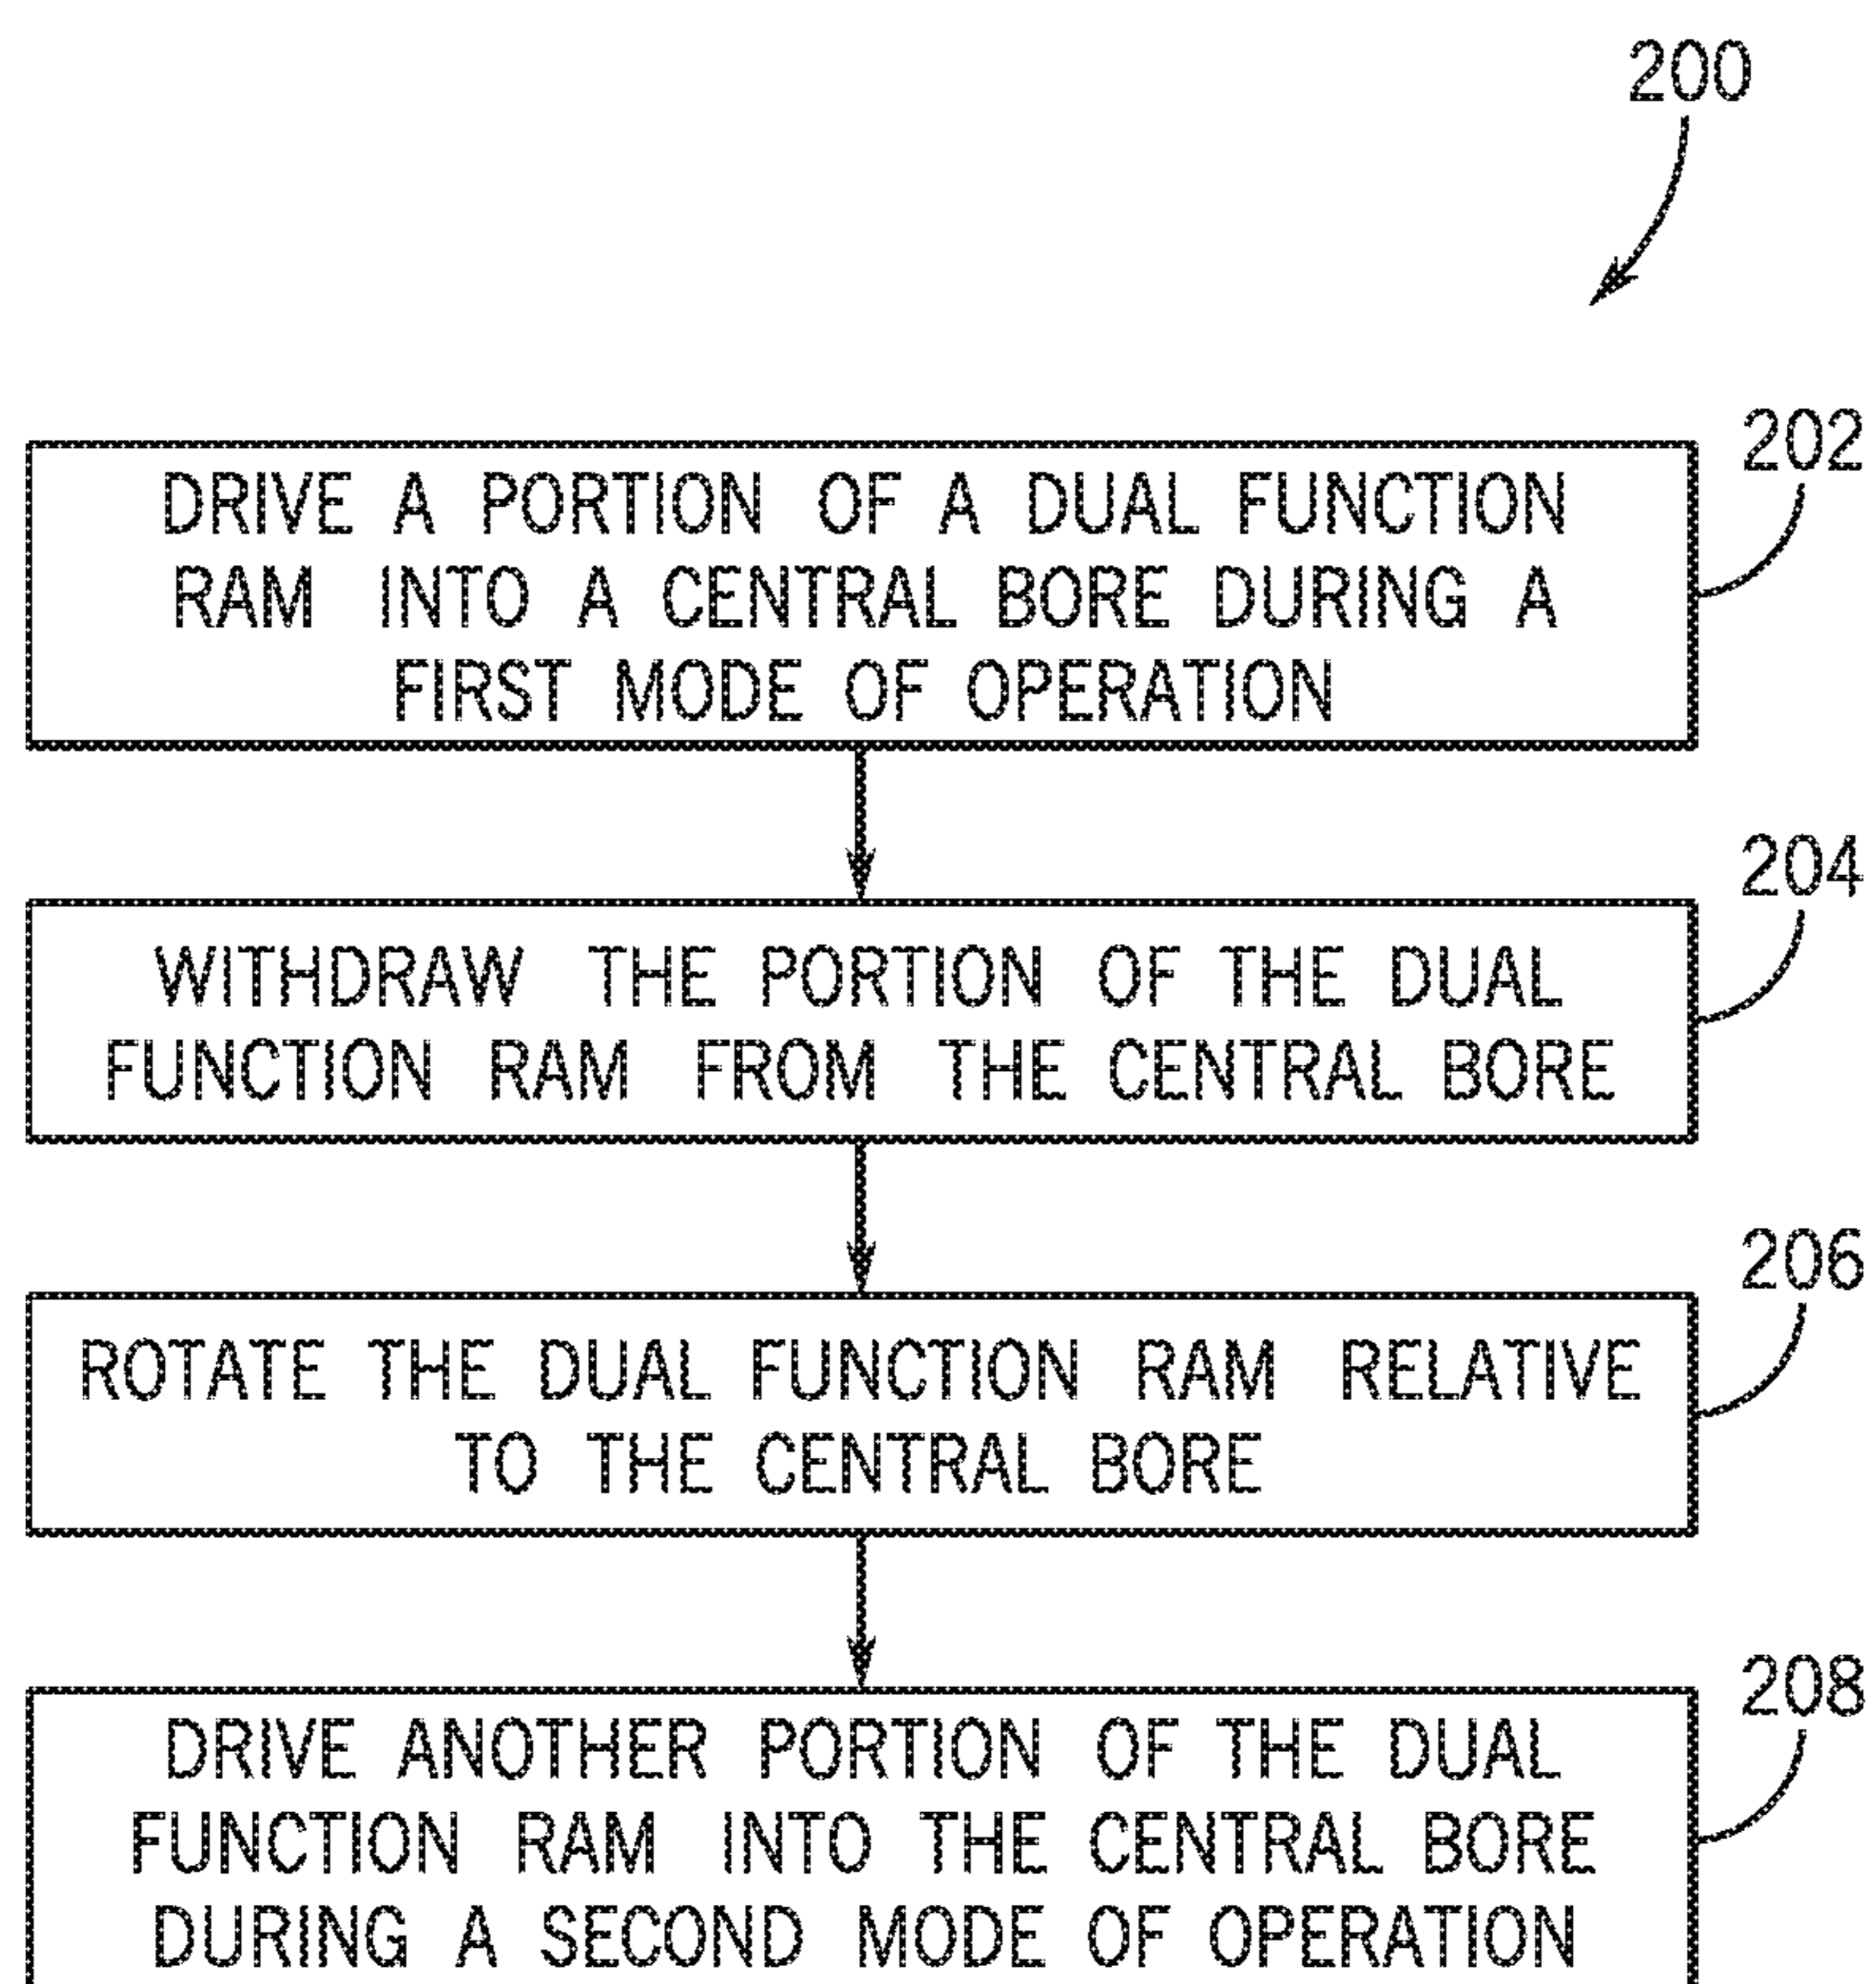 200
202
DRIVE A PORTION OF A DUAL FUNCTION
RAM INTO A CENTRAL BORE DURING A
FIRST MODE OF OPERATION
204
WITHDRAW THE PORTION OF THE DUAL
FUNCTION RAM FROM THE CENTRAL BORE
206
ROTATE THE DUAL FUNCTION RAM RELATIVE
TO THE CENTRAL BORE
208
DRIVE ANOTHER PORTION OF THE DUAL
FUNCTION RAM INTO THE CENTRAL BORE
DURING A SECOND MODE OF OPERATION